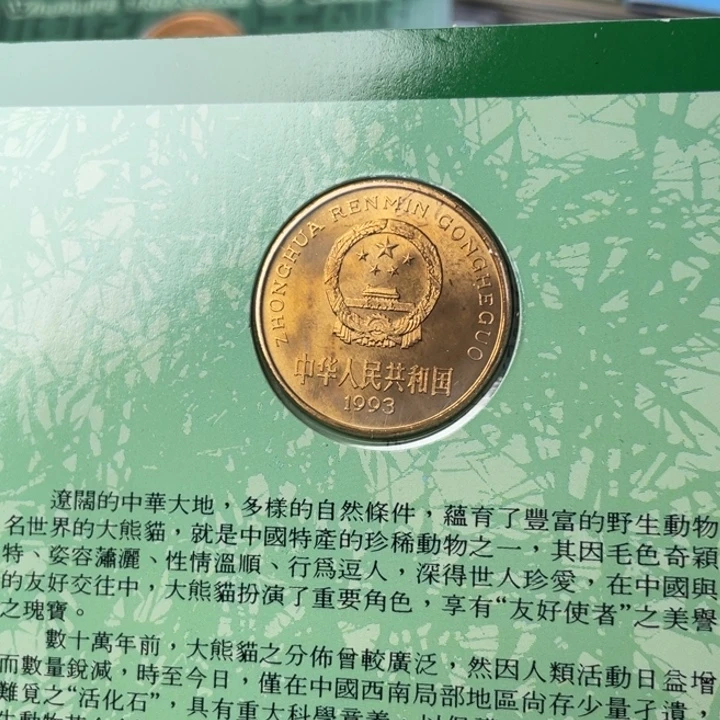 ZHONGHUA RENMIN GONGHEGUO
中华人民共和国
1993
遼闊的中華大地，多樣的自然條件，蘊育了豐富的野生動物
名世界的大熊貓，就是中國特產的珍稀動物之一，其因毛色奇穎
特、姿容瀟灑、性情溫順、行爲逗人，深得世人珍愛，在中國與
的友好交往中，大熊貓扮演了重要角色，享有“友好使者”之美譽
之瑰寶。
數十萬年前，大熊貓之分佈曾較廣泛，然因人類活動日益增
而數量銳減，時至今日，僅在中國西南局部地區尚存少量孑遺，
難覓之“活化石”，具有重大科學意義。